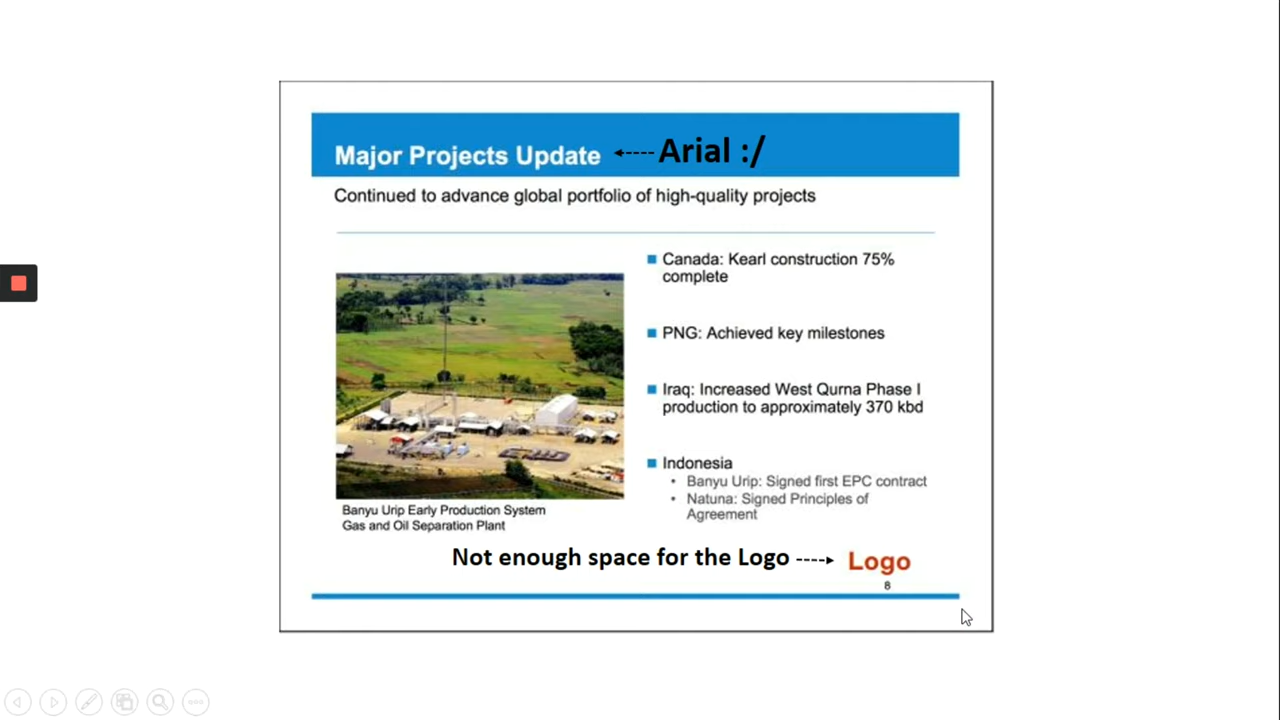 Major Projects Update
Arial :/
Continued to advance global portfolio of high-quality projects
Canada: Kearl construction 75%
complete
PNG: Achieved key milestones
Iraq: Increased West Qurna Phase I
production to approximately 370 kbd
Indonesia
Banyu Urip: Signed first EPC contract
Natuna: Signed Principles of
Agreement
Banyu Urip Early Production System
Gas and Oil Separation Plant
Not enough space for the Logo
Logo
8